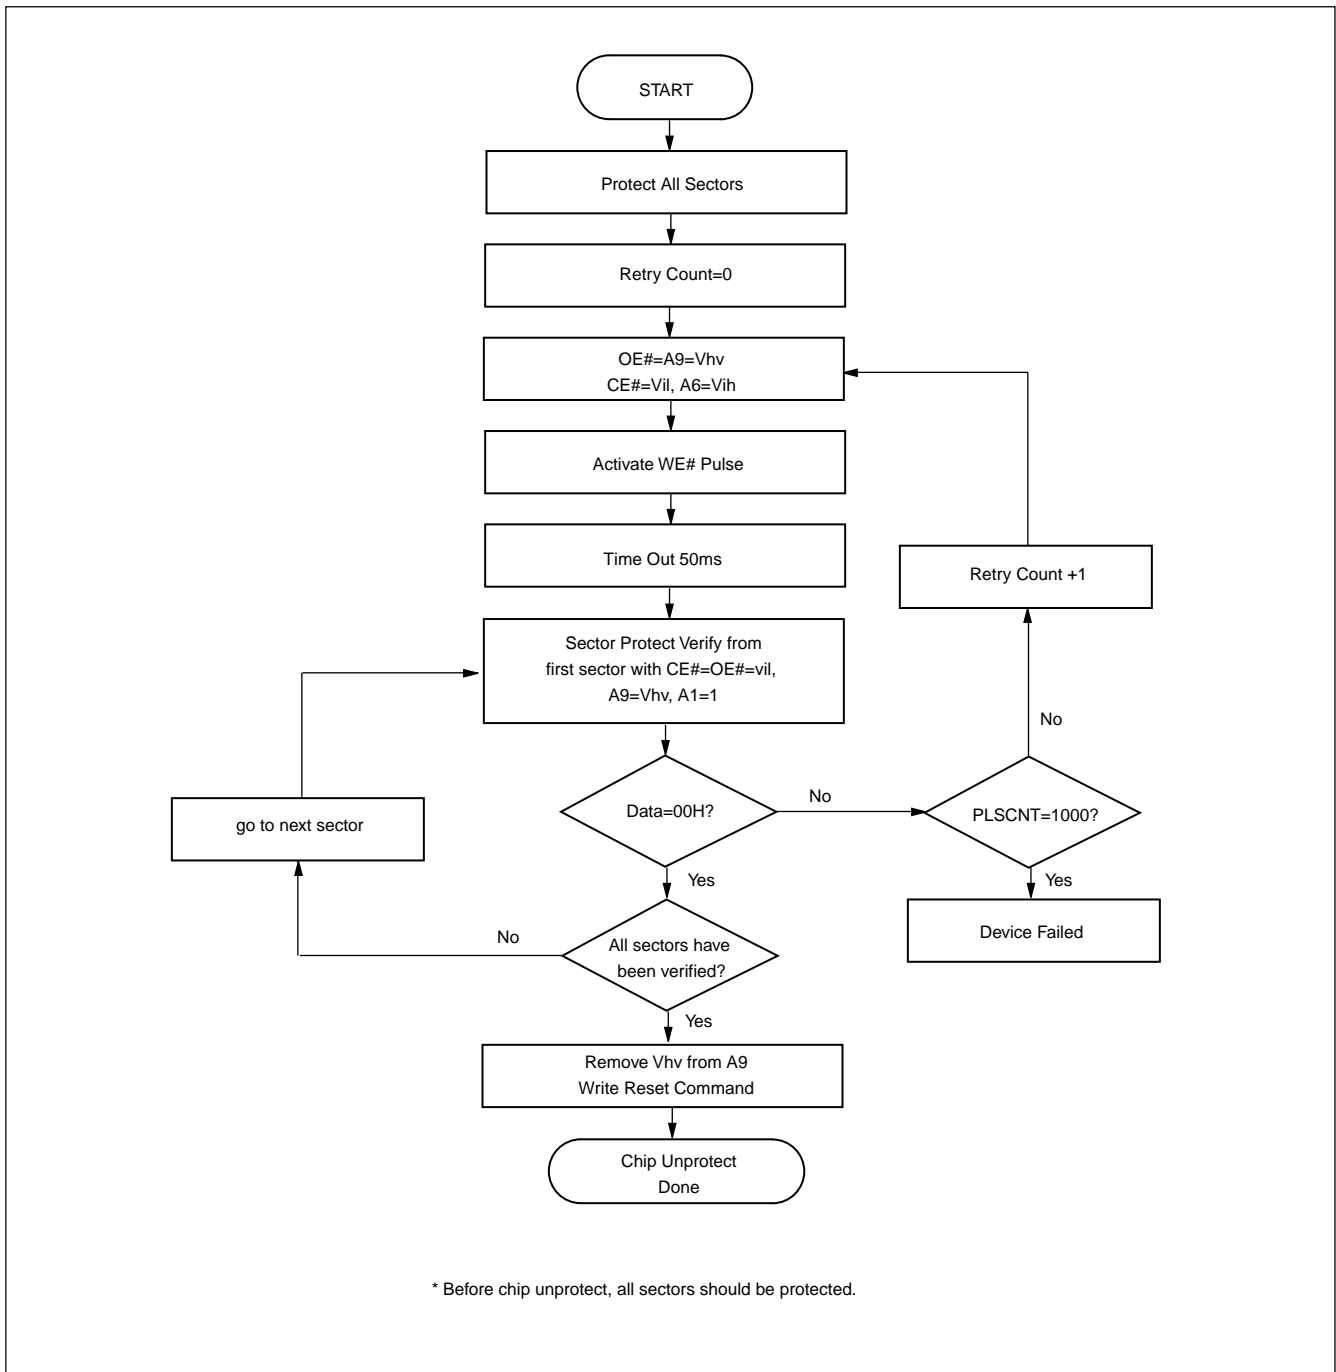 START
Protect All Sectors
Retry Count=0
OE#=A9=Vhv
CE#=Vil, A6=Vih
Activate WE# Pulse
Time Out 50ms
Retry Count +1
Sector Protect Verify from
first sector with CE#=OE#=vil,
A9=Vhv, A1=1
No
go to next sector
Data=00H?
No
PLSCNT=1000?
Yes
Yes
Device Failed
No
All sectors have
been verified?
Yes
Remove Vhv from A9
Write Reset Command
Chip Unprotect
Done
* Before chip unprotect, all sectors should be protected.